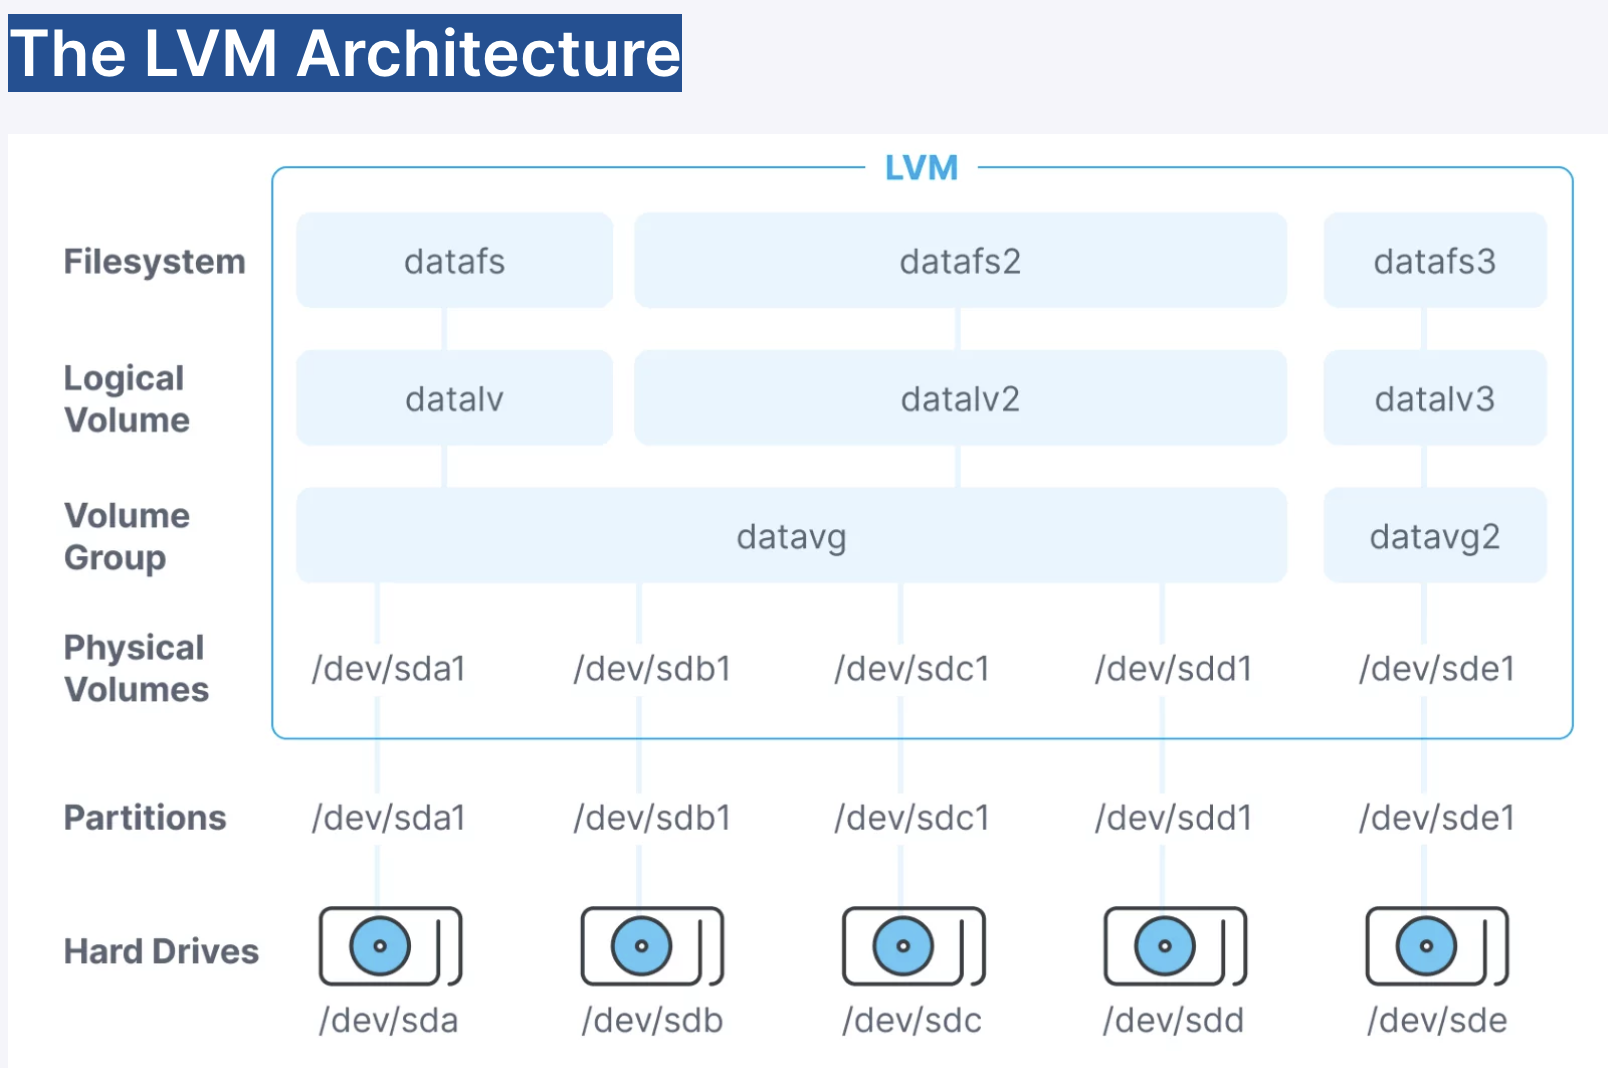 The LVM Architecture
LVM
Filesystem datafs datafs2 datafs3
Logical
Volume
datalv datalv2 datalv3
Volume
Group
datavg datavg2
Physical
Volumes
/dev/sda1 /dev/sdb1 /dev/sdc1 /dev/sdd1 /dev/sde1
Partitions /dev/sda1 /dev/sdb1 /dev/sdc1 /dev/sdd1 /dev/sde1
Hard Drives
/dev/sda /dev/sdb /dev/sdc /dev/sdd /dev/sde